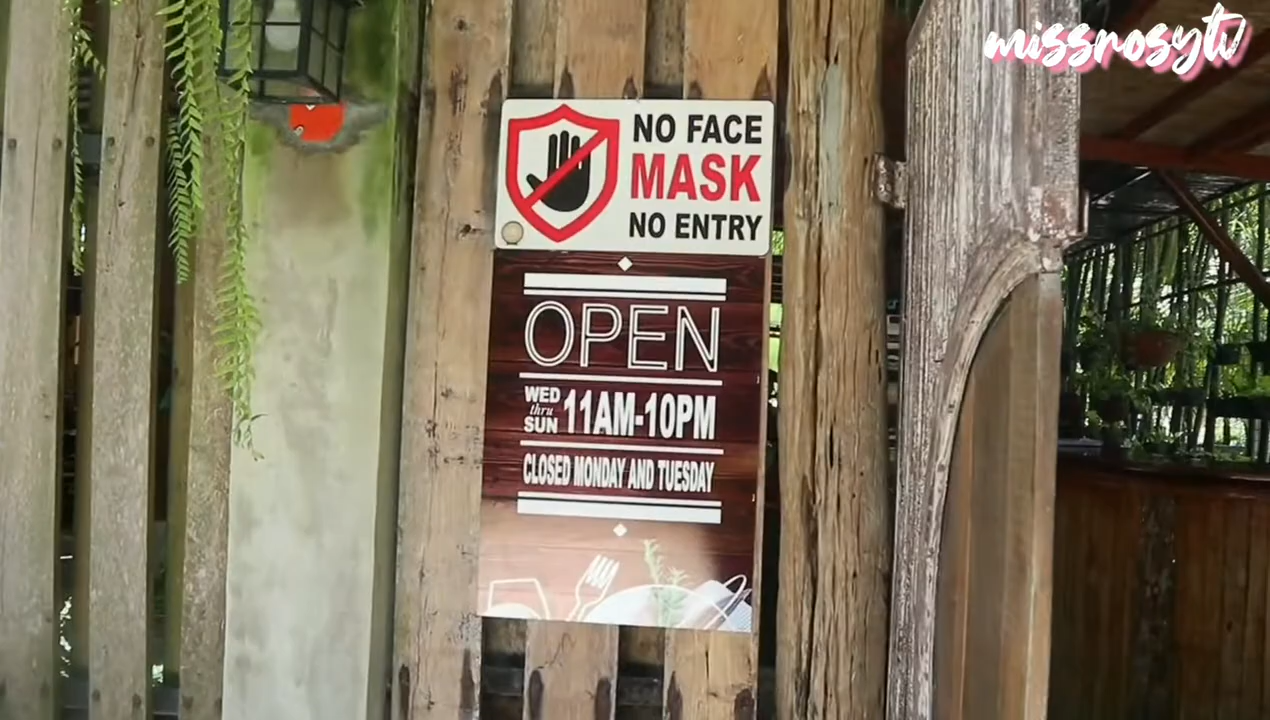 missrosytv
NO FACE
MASK
NO ENTRY
OPEN
WED
thru
SUN
11AM-10PM
CLOSED MONDAY AND TUESDAY